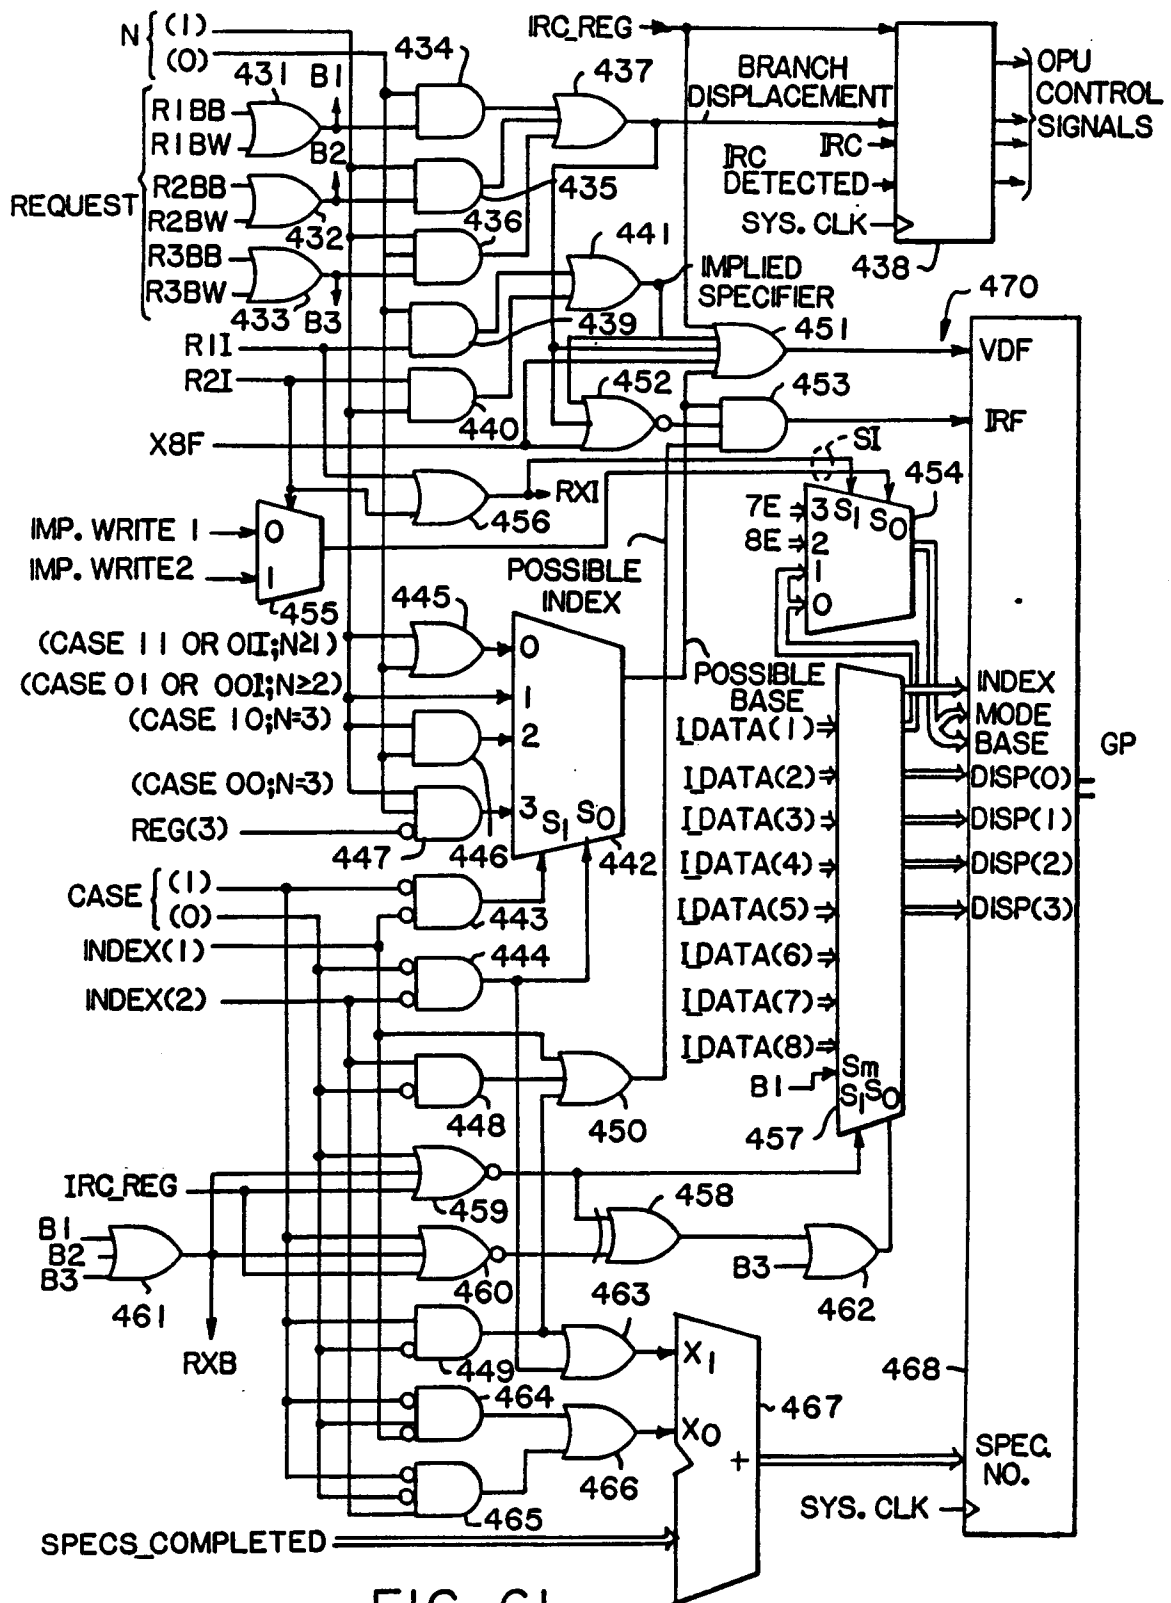 N { (1)
(0)
REQUEST
R1BB
R1BW
R2BB
R2BW
R3BB
R3BW
431
B1
B2
432
433
B3
434
435
436
437
439
440
441
R1I
R2I
X8F
IRC_REG
BRANCH
DISPLACEMENT
IRC
IRC
DETECTED
SYS. CLK
438
OPU
CONTROL
SIGNALS
IMPLIED
SPECIFIER
451
470
452
453
VDF
IRF
SI
454
RXI
456
IMP. WRITE 1
IMP. WRITE2
0
1
455
7E
3
8E
2
1
0
S1 S0
POSSIBLE
INDEX
POSSIBLE
BASE
445
(CASE 11 OR 01I;N≥1)
(CASE 01 OR 00I;N≥2)
(CASE 10;N=3)
(CASE 00;N=3)
REG(3)
0
1
2
3
S1 S0
447
446
442
CASE { (1)
(0)
INDEX(1)
INDEX(2)
443
444
448
450
I_DATA(1)
I_DATA(2)
I_DATA(3)
I_DATA(4)
I_DATA(5)
I_DATA(6)
I_DATA(7)
I_DATA(8)
B1
Sm
S1 S0
457
INDEX
MODE
BASE
DISP(0)
DISP(1)
DISP(2)
DISP(3)
GP
IRC_REG
459
458
B1
B2
B3
461
RXB
460
463
B3
462
449
464
465
466
X1
X0
+
467
468
SPEC.
NO.
SYS. CLK
SPECS_COMPLETED